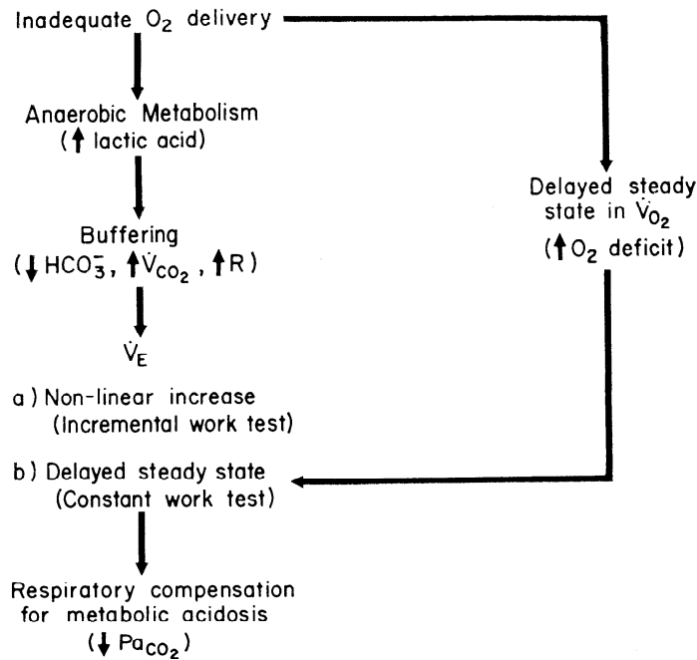 Inadequate O₂ delivery
Anaerobic Metabolism
(↑ lactic acid)
Buffering
(↓ HCO₃⁻, ↑V̇CO₂, ↑R)
V̇E
a) Non-linear increase
(Incremental work test)
b) Delayed steady state
(Constant work test)
Respiratory compensation
for metabolic acidosis
(↓ PaCO₂)
Delayed steady
state in V̇O₂
(↑O₂ deficit)